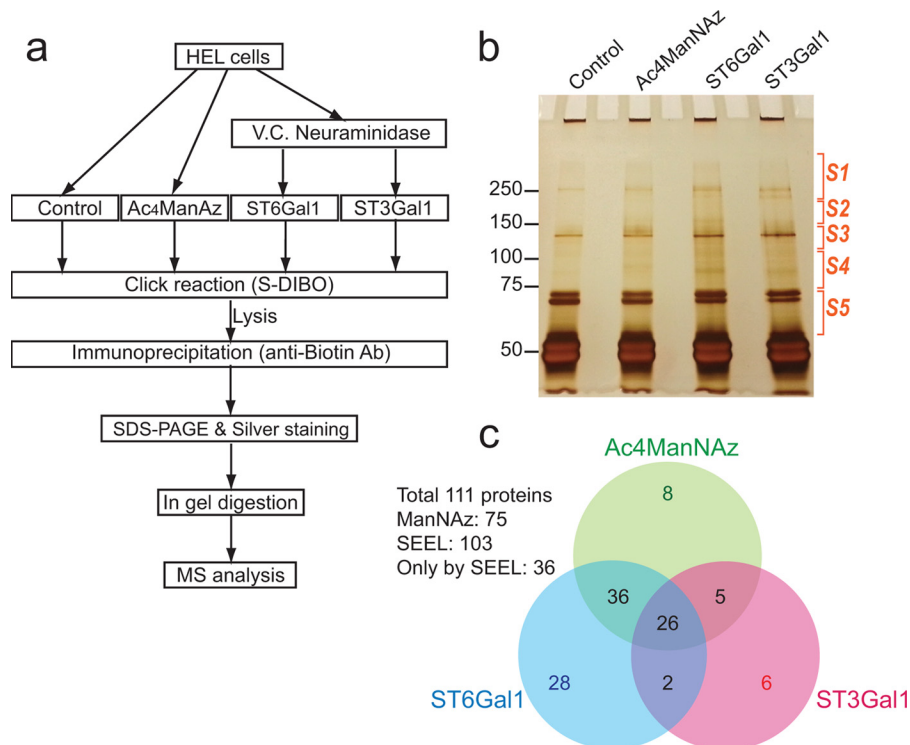 a
HEL cells
V.C. Neuraminidase
Control
Ac4ManAz
ST6Gal1
ST3Gal1
Click reaction (S-DIBO)
Lysis
Immunoprecipitation (anti-Biotin Ab)
SDS-PAGE & Silver staining
In gel digestion
MS analysis
b
Control
Ac4ManNAz
ST6Gal1
ST3Gal1
250
150
100
75
50
S1
S2
S3
S4
S5
c
Ac4ManNAz
Total 111 proteins
ManNAz: 75
SEEL: 103
Only by SEEL: 36
8
36
5
26
28
2
6
ST6Gal1
ST3Gal1